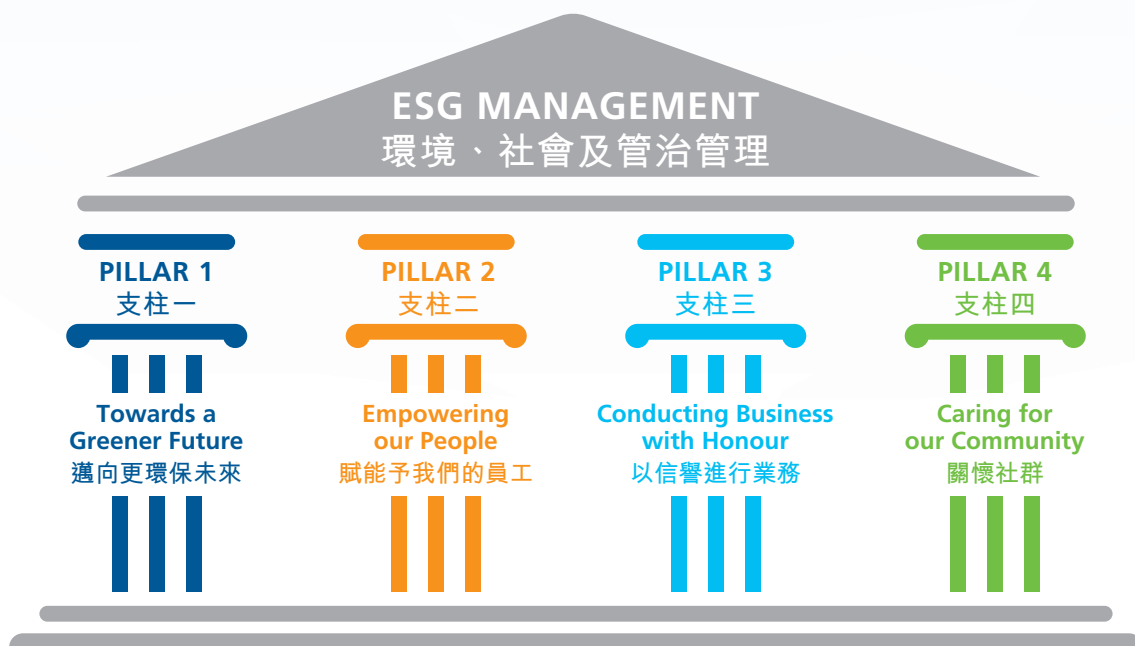 ESG MANAGEMENT
環境、社會及管治管理
PILLAR 1
支柱一
Towards a
Greener Future
邁向更環保未來
PILLAR 2
支柱二
Empowering
our People
賦能予我們的員工
PILLAR 3
支柱三
Conducting Business
with Honour
以信譽進行業務
PILLAR 4
支柱四
Caring for
our Community
關懷社群